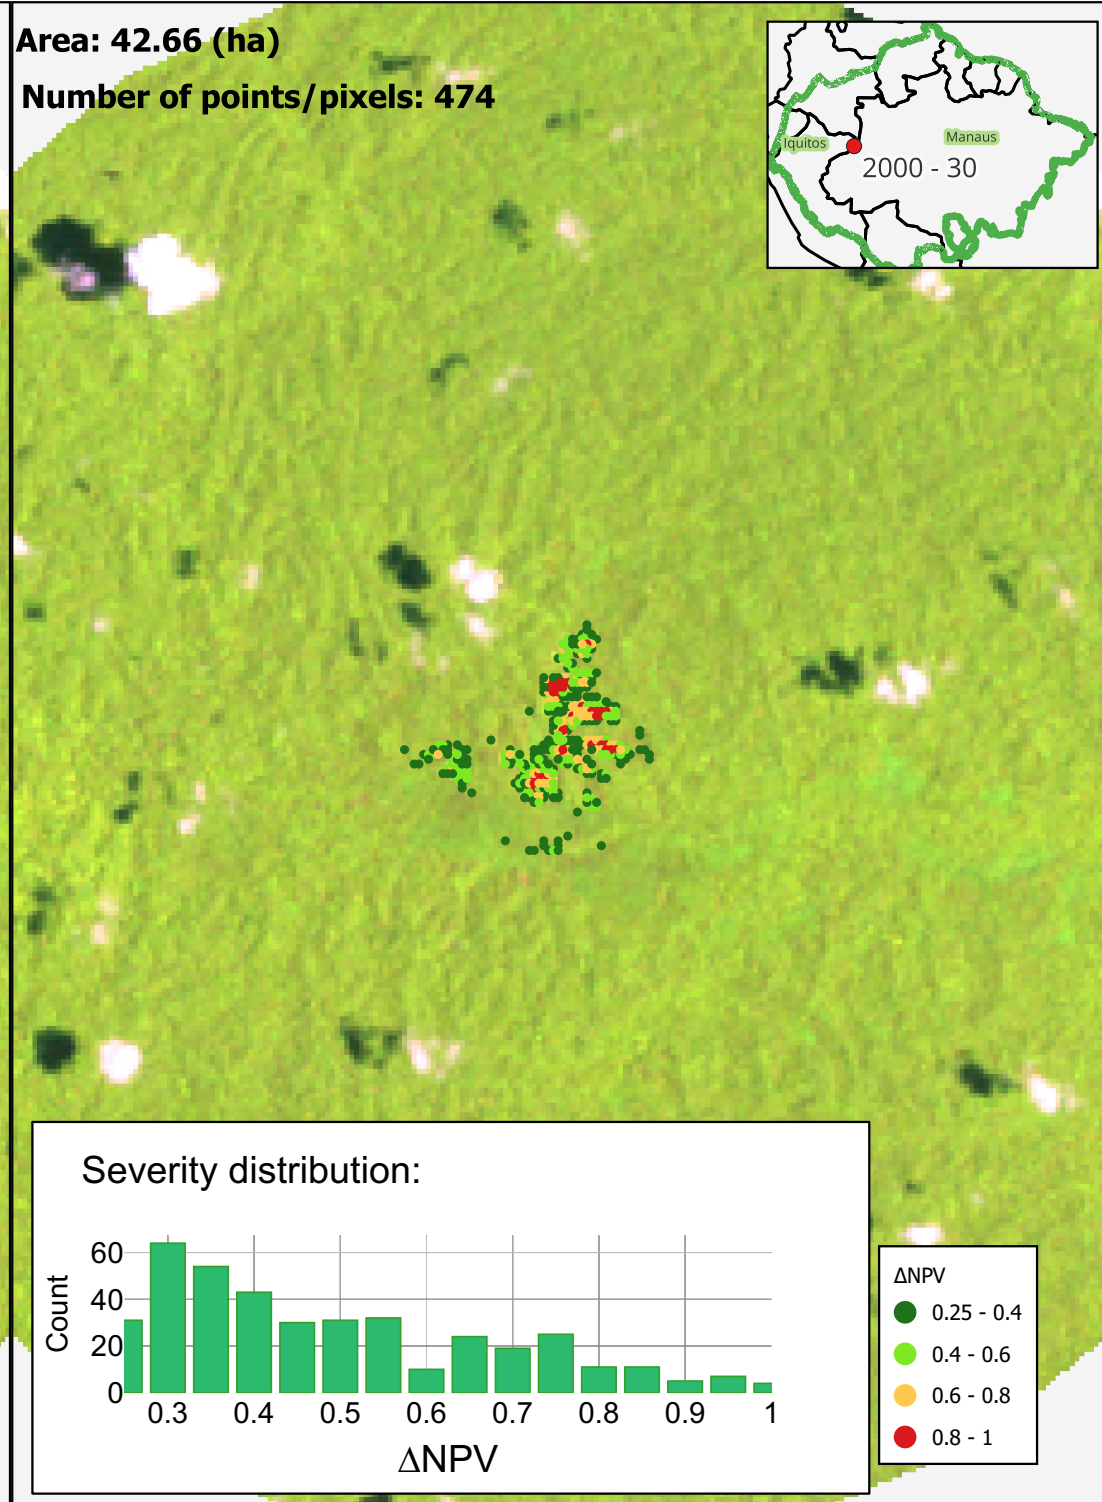 Area: 42.66 (ha)
Number of points/pixels: 474
Iquitos
Manaus
2000 - 30
Severity distribution:
Count
60
40
20
0
0.3 0.4 0.5 0.6 0.7 0.8 0.9 1
ΔNPV
ΔNPV
0.25 - 0.4
0.4 - 0.6
0.6 - 0.8
0.8 - 1